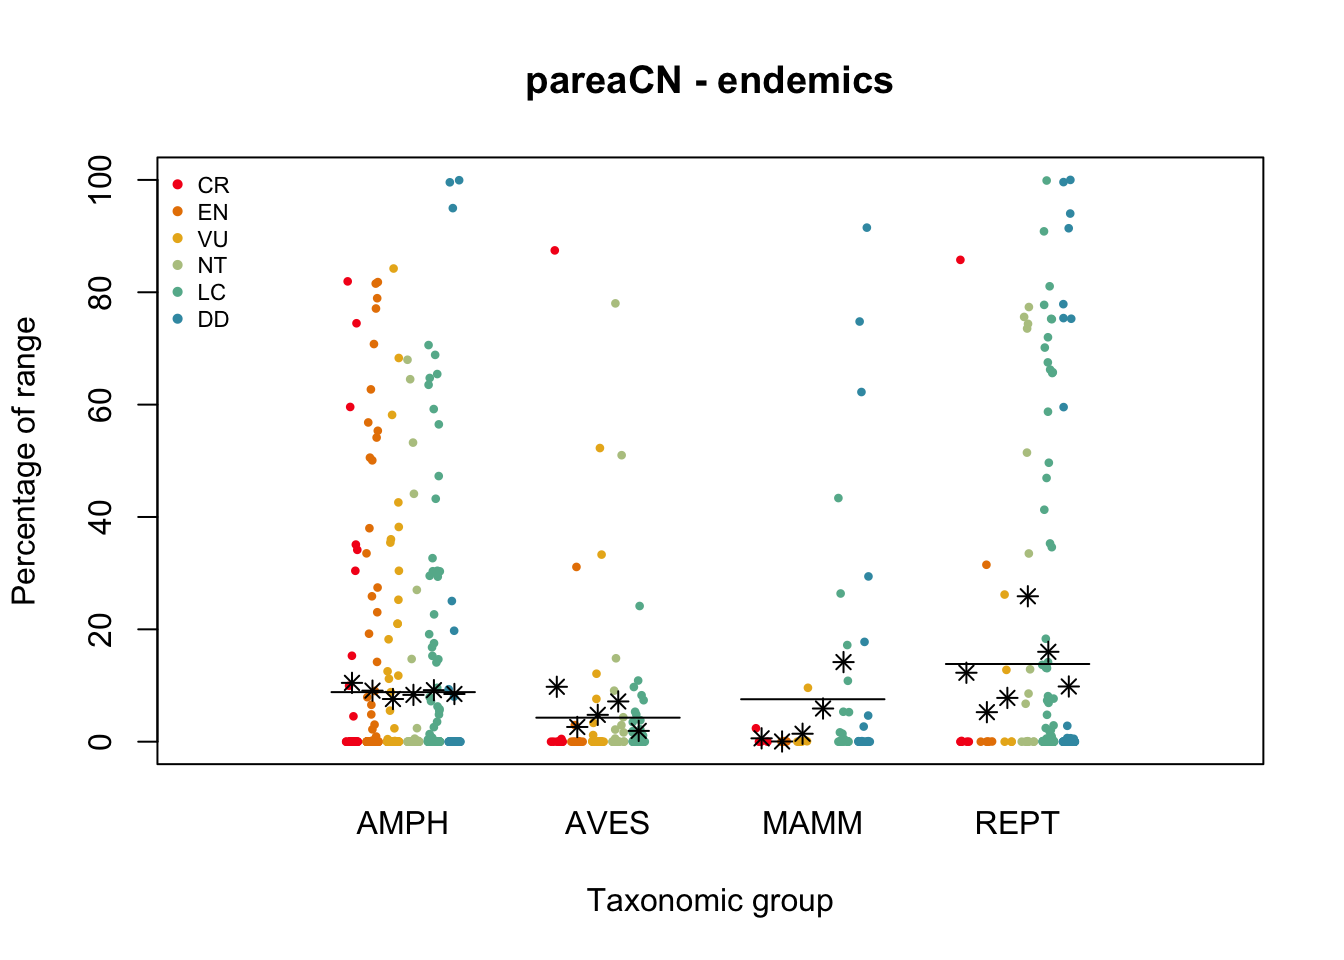 pareaCN - endemics
100
80
60
40
20
0
Percentage of range
CR
EN
VU
NT
LC
DD
AMPH AVES MAMM REPT
Taxonomic group